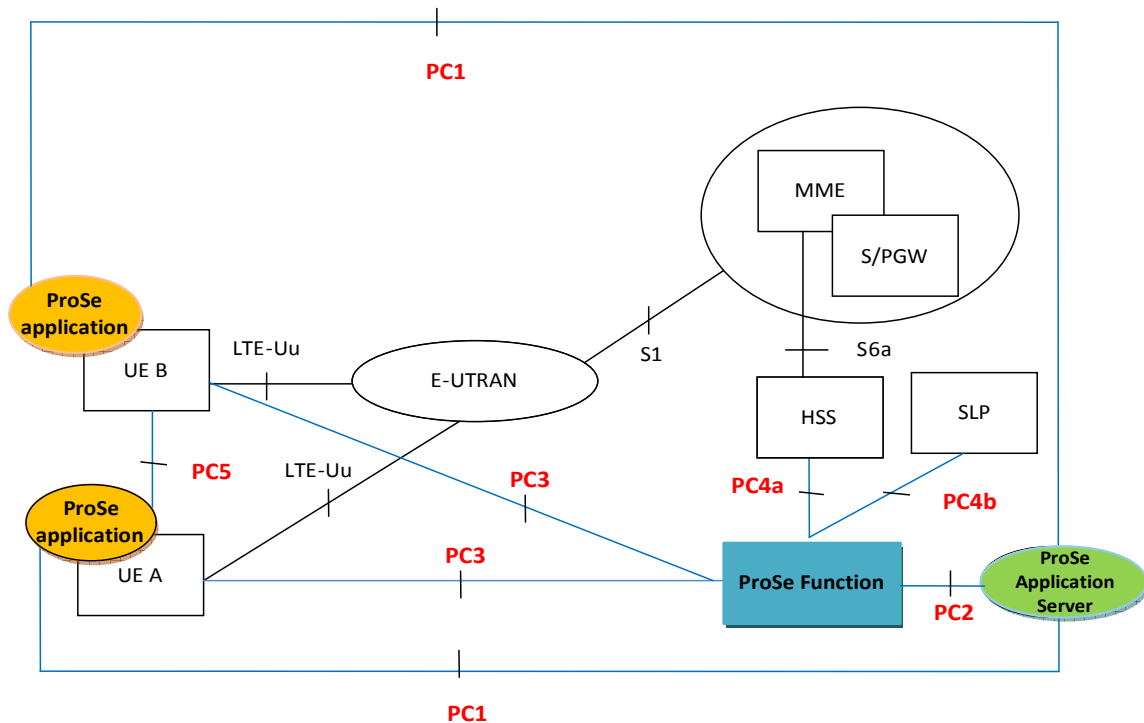 PC1
MME
S/PGW
ProSe
application
UE B
LTE-Uu
E-UTRAN
S1
S6a
HSS
SLP
PC5
LTE-Uu
PC3
PC4a
PC4b
ProSe
application
UE A
PC3
ProSe Function
PC2
ProSe
Application
Server
PC1